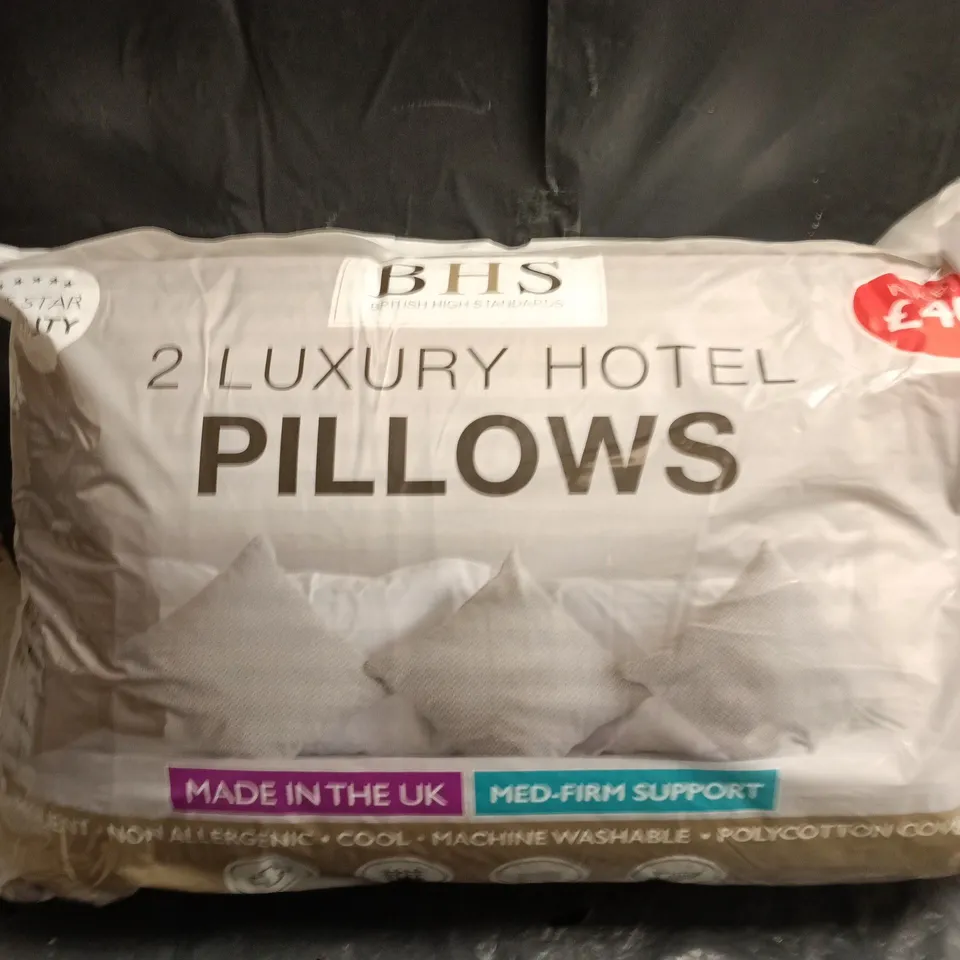 BHS
BRITISH HIGH STANDARDS
STAR
2 LUXURY HOTEL
PILLOWS
MADE IN THE UK
MED-FIRM SUPPORT
NON ALLERGENIC • COOL • MACHINE WASHABLE • POLYCOTTON